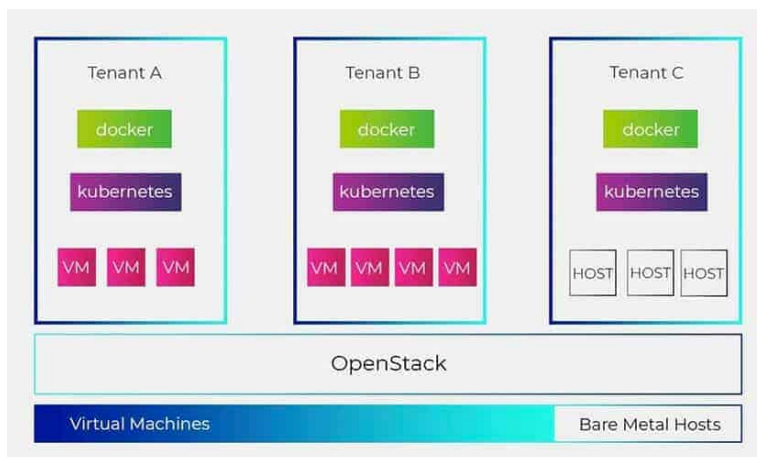 Tenant A
docker
kubernetes
VM VM VM
Tenant B
docker
kubernetes
VM VM VM VM
Tenant C
docker
kubernetes
HOST HOST HOST
OpenStack
Virtual Machines
Bare Metal Hosts